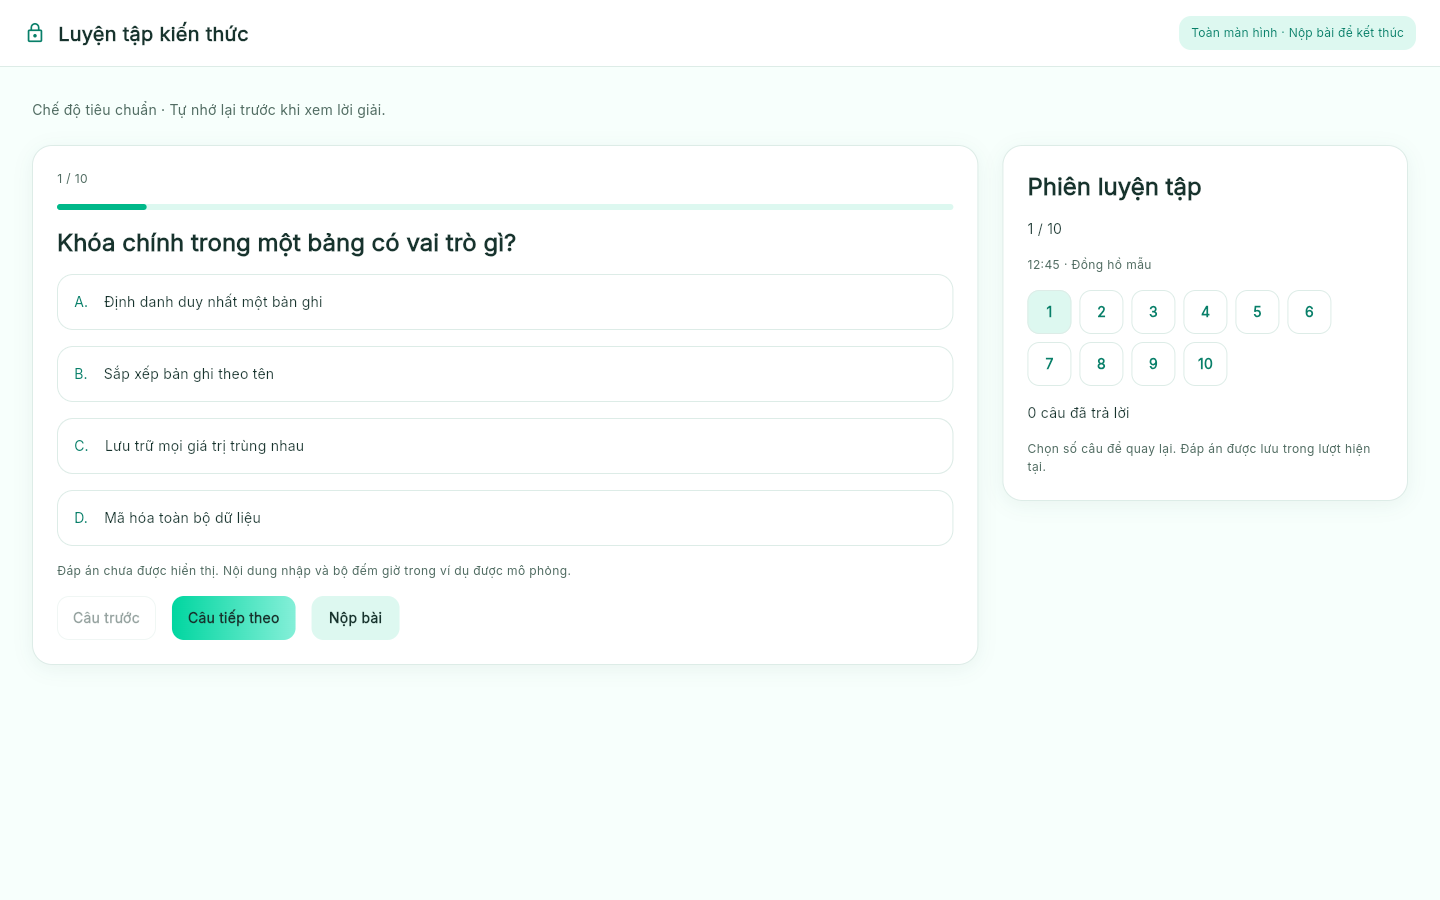 Luyện tập kiến thức
Toàn màn hình · Nộp bài để kết thúc
Chế độ tiêu chuẩn · Tự nhớ lại trước khi xem lời giải.
1 / 10
Khóa chính trong một bảng có vai trò gì?
A. Định danh duy nhất một bản ghi
B. Sắp xếp bản ghi theo tên
C. Lưu trữ mọi giá trị trùng nhau
D. Mã hóa toàn bộ dữ liệu
Đáp án chưa được hiển thị. Nội dung nhập và bộ đếm giờ trong ví dụ được mô phỏng.
Câu trước
Câu tiếp theo
Nộp bài
Phiên luyện tập
1 / 10
12:45 · Đồng hồ mẫu
1 2 3 4 5 6
7 8 9 10
0 câu đã trả lời
Chọn số câu để quay lại. Đáp án được lưu trong lượt hiện
tại.